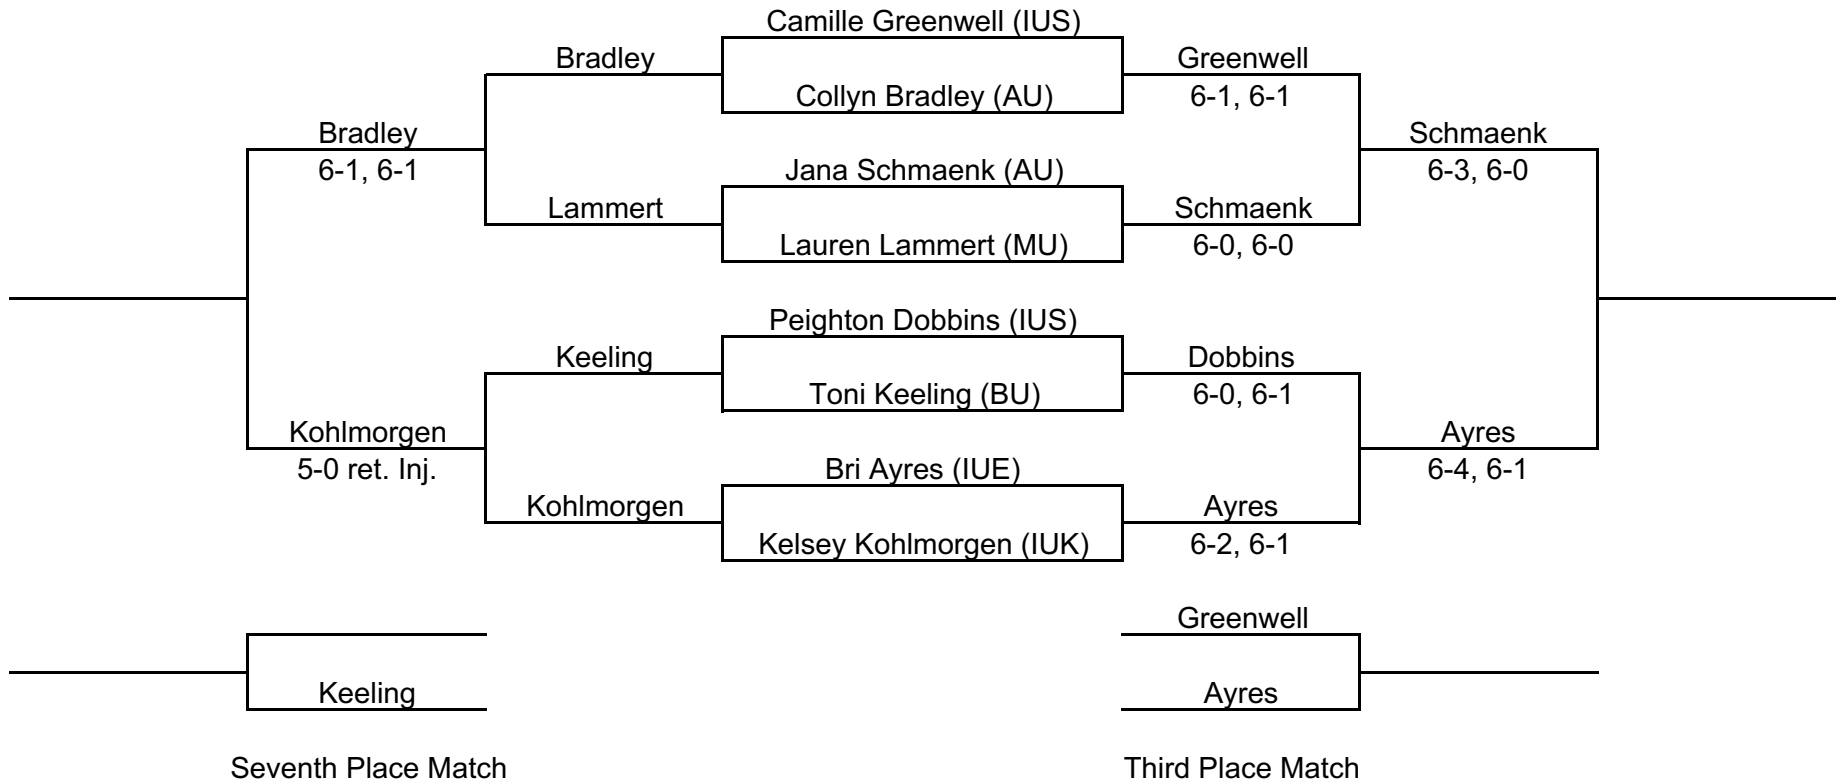 Camille Greenwell (IUS)
Bradley
Greenwell
Collyn Bradley (AU)
6-1, 6-1
Bradley
Schmaenk
6-1, 6-1
Jana Schmaenk (AU)
6-3, 6-0
Lammert
Schmaenk
Lauren Lammert (MU)
6-0, 6-0
Peighton Dobbins (IUS)
Keeling
Dobbins
Toni Keeling (BU)
6-0, 6-1
Kohlmorgen
Ayres
5-0 ret. Inj.
Bri Ayres (IUE)
6-4, 6-1
Kohlmorgen
Ayres
Kelsey Kohlmorgen (IUK)
6-2, 6-1
Greenwell
Keeling
Ayres
Seventh Place Match
Third Place Match